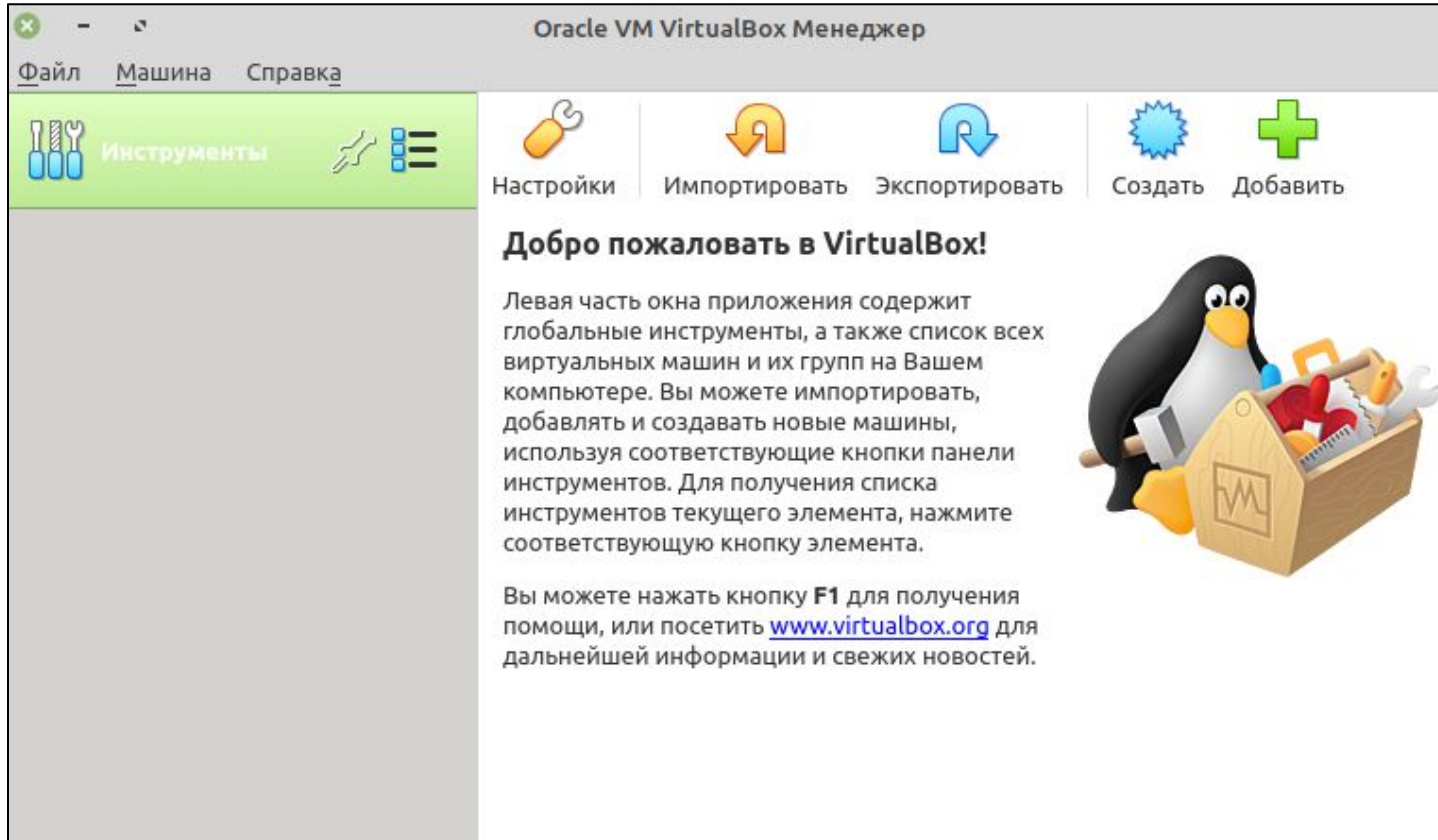 Oracle VM VirtualBox Менеджер
Файл Машина Справка
Инструменты
Настройки Импортировать Экспортировать Создать Добавить
Добро пожаловать в VirtualBox!
Левая часть окна приложения содержит
глобальные инструменты, а также список всех
виртуальных машин и их групп на Вашем
компьютере. Вы можете импортировать,
добавлять и создавать новые машины,
используя соответствующие кнопки панели
инструментов. Для получения списка
инструментов текущего элемента, нажмите
соответствующую кнопку элемента.
Вы можете нажать кнопку F1 для получения
помощи, или посетить www.virtualbox.org для
дальнейшей информации и свежих новостей.